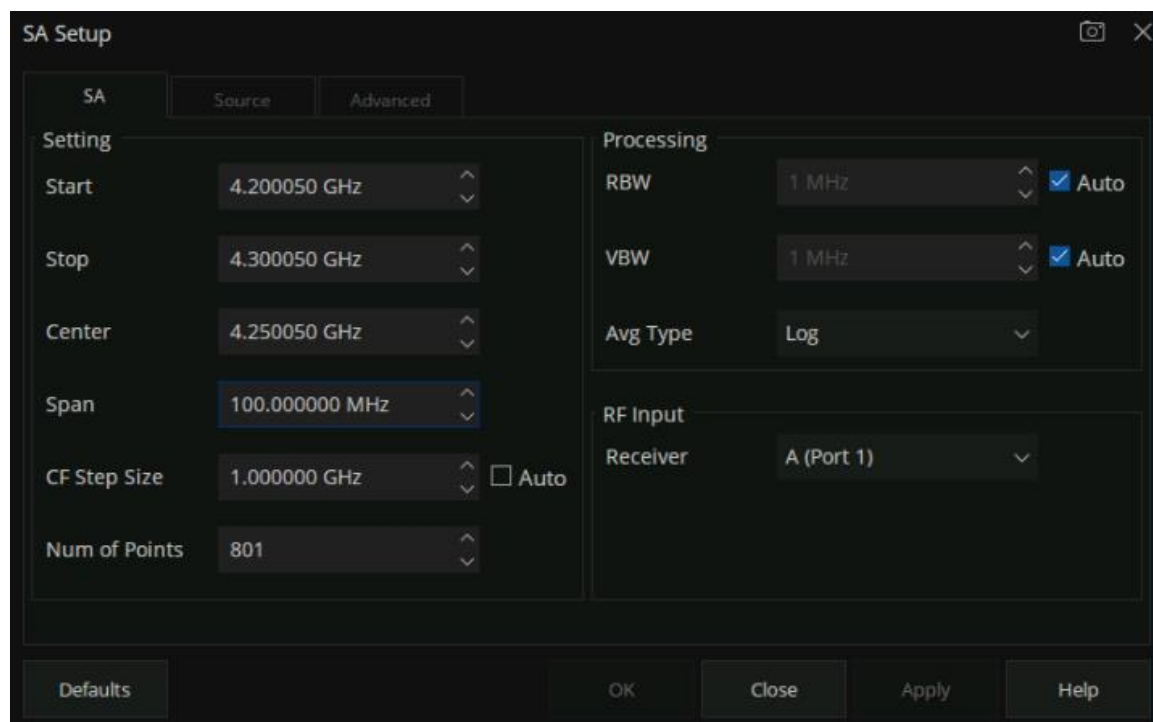 SA Setup
SA
Source
Advanced
Setting
Start
4.200050 GHz
Stop
4.300050 GHz
Center
4.250050 GHz
Span
100.000000 MHz
CF Step Size
1.000000 GHz
Auto
Num of Points
801
Processing
RBW
1 MHz
Auto
VBW
1 MHz
Auto
Avg Type
Log
RF Input
Receiver
A (Port 1)
Defaults
OK
Close
Apply
Help